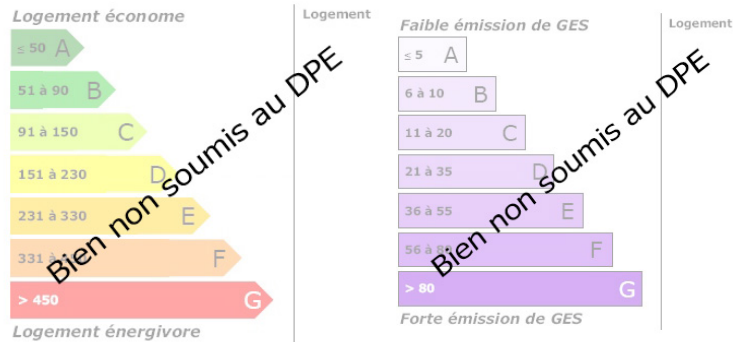 Logement économe
Logement
≤ 50 A
51 à 90 B
91 à 150 C
151 à 230 D
231 à 330 E
331 à F
> 450 G
Logement énergivore
Bien non soumis au DPE
Faible émission de GES
Logement
≤ 5 A
6 à 10 B
11 à 20 C
21 à 35 D
36 à 55 E
56 à 80 F
> 80 G
Forte émission de GES
Bien non soumis au DPE